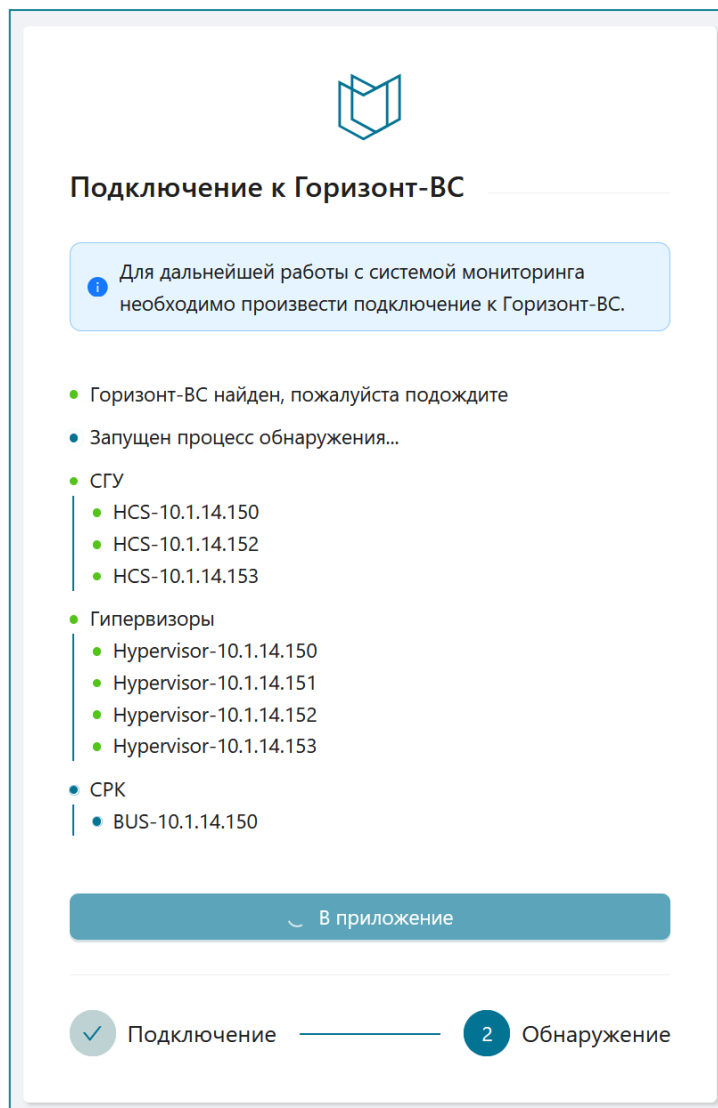 Подключение к Горизонт-ВС
Для дальнейшей работы с системой мониторинга
необходимо произвести подключение к Горизонт-ВС.
Горизонт-ВС найден, пожалуйста подождите
Запущен процесс обнаружения...
СГУ
HCS-10.1.14.150
HCS-10.1.14.152
HCS-10.1.14.153
Гипервизоры
Hypervisor-10.1.14.150
Hypervisor-10.1.14.151
Hypervisor-10.1.14.152
Hypervisor-10.1.14.153
СРК
BUS-10.1.14.150
В приложение
Подключение 2 Обнаружение